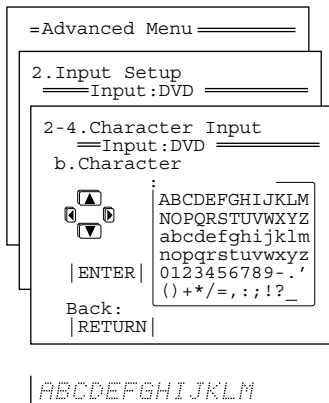 Advanced Menu
2.Input Setup
Input:DVD
2-4.Character Input
Input:DVD
b.Character
:
ABCDEFGHIJKLM
NOPQRSTUVWXYZ
abcdefghijklm
nopqrstuvwxyz
0123456789-.'
()+*/=,:;!?_
ENTER
Back:
RETURN
ABCDEFGHIJKLM